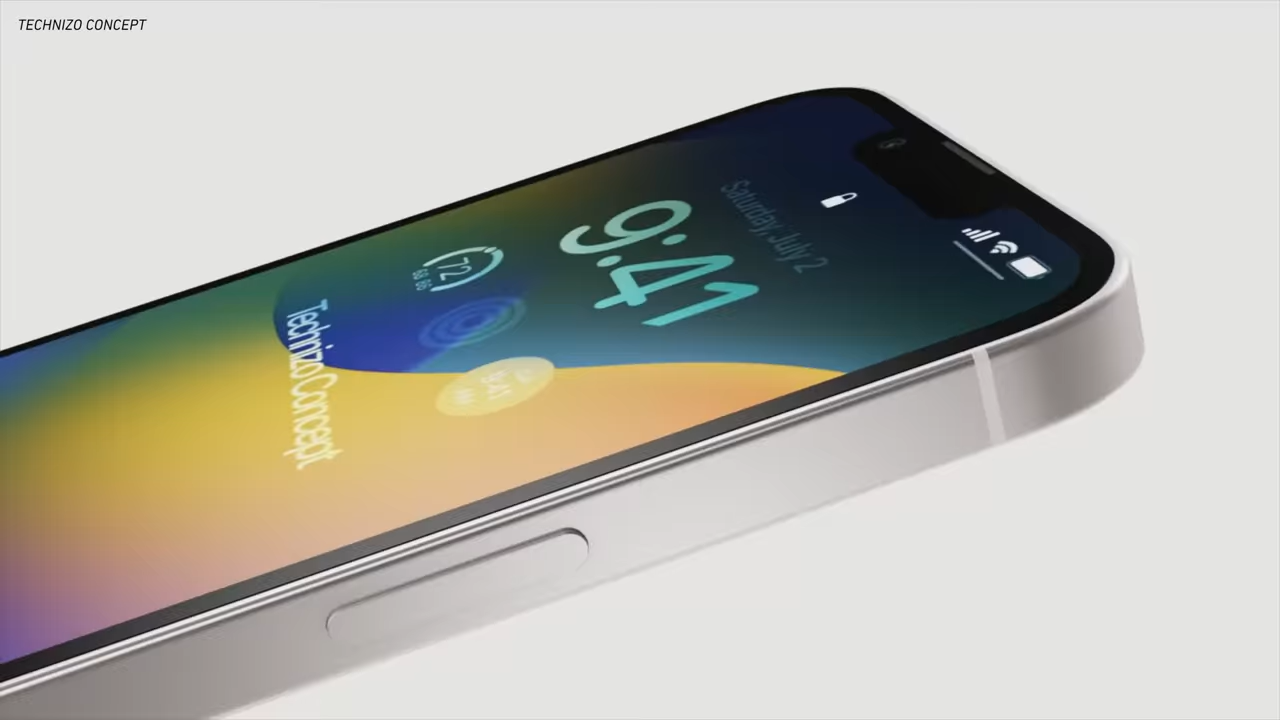 TECHNIZO CONCEPT
Saturday, July 2
9:41
72
Technizo Concept